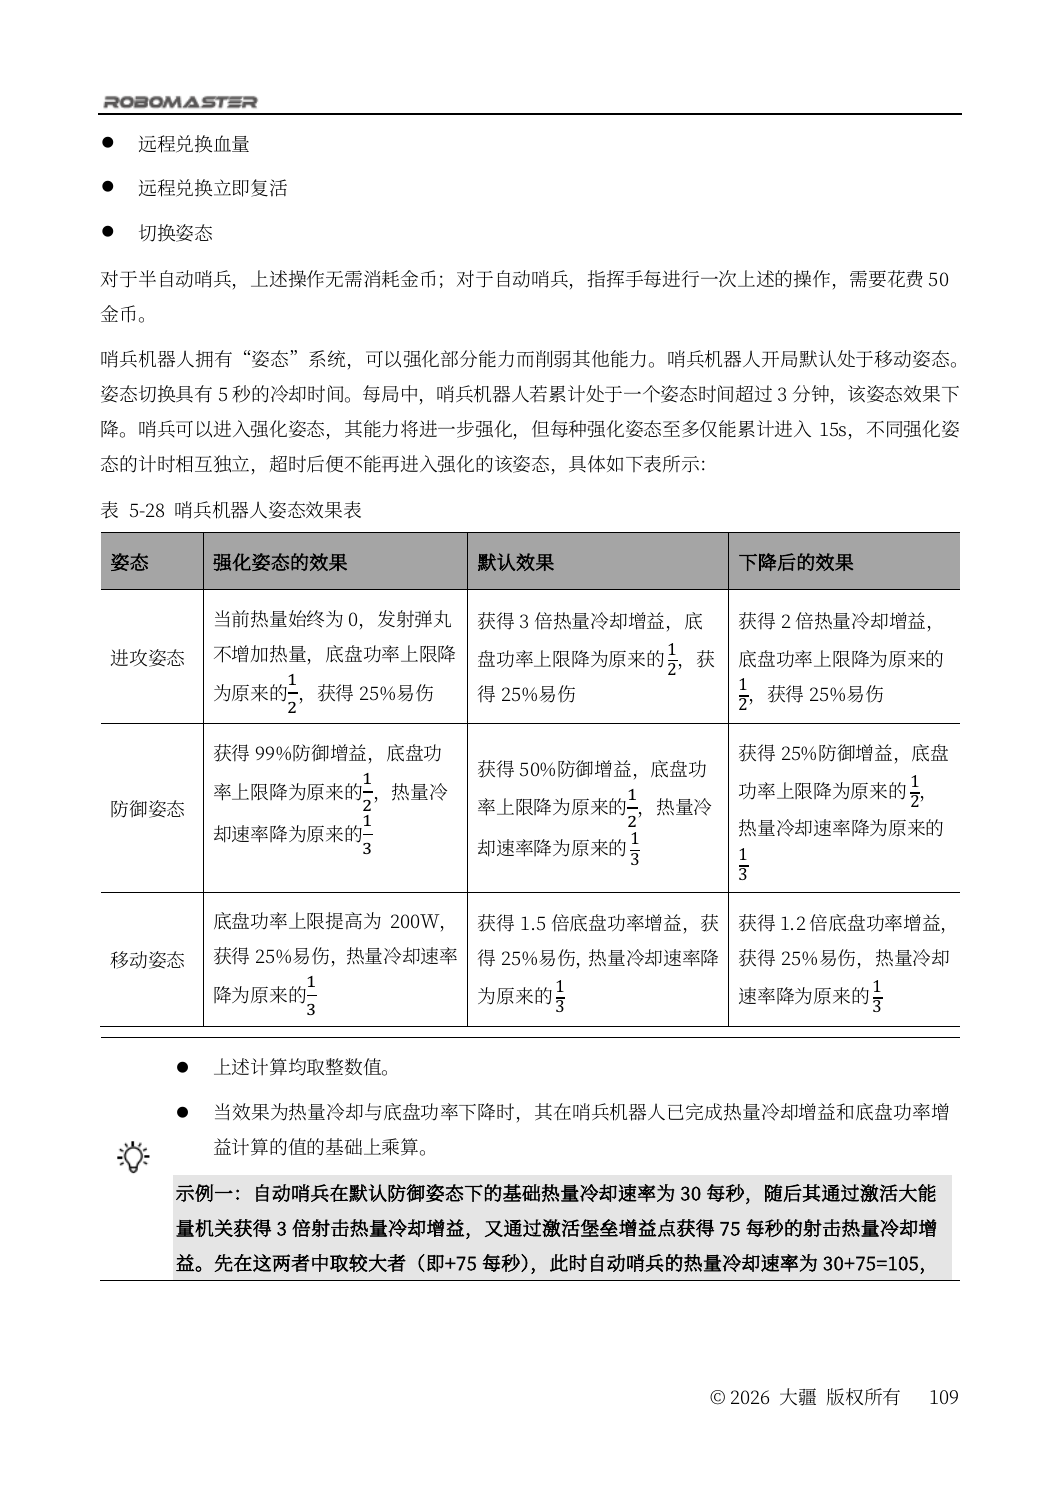 ROBOMASTER
● 远程兑换血量
● 远程兑换立即复活
● 切换姿态
对于半自动哨兵，上述操作无需消耗金币；对于自动哨兵，指挥手每进行一次上述的操作，需要花费 50
金币。
哨兵机器人拥有“姿态”系统，可以强化部分能力而削弱其他能力。哨兵机器人开局默认处于移动姿态。
姿态切换具有 5 秒的冷却时间。每局中，哨兵机器人若累计处于一个姿态时间超过 3 分钟，该姿态效果下
降。哨兵可以进入强化姿态，其能力将进一步强化，但每种强化姿态至多仅能累计进入 15s，不同强化姿
态的计时相互独立，超时后便不能再进入强化的该姿态，具体如下表所示：
表 5-28 哨兵机器人姿态效果表
姿态 强化姿态的效果 默认效果 下降后的效果
进攻姿态
当前热量始终为 0，发射弹丸
不增加热量，底盘功率上限降
为原来的1/2，获得 25%易伤
获得 3 倍热量冷却增益，底
盘功率上限降为原来的1/2，获
得 25%易伤
获得 2 倍热量冷却增益，
底盘功率上限降为原来的
1/2，获得 25%易伤
防御姿态
获得 99%防御增益，底盘功
率上限降为原来的1/2，热量冷
却速率降为原来的1/3
获得 50%防御增益，底盘功
率上限降为原来的1/2，热量冷
却速率降为原来的1/3
获得 25%防御增益，底盘
功率上限降为原来的1/2，
热量冷却速率降为原来的
1/3
移动姿态
底盘功率上限提高为 200W，
获得 25%易伤，热量冷却速率
降为原来的1/3
获得 1.5 倍底盘功率增益，获
得 25%易伤，热量冷却速率降
为原来的1/3
获得 1.2 倍底盘功率增益，
获得 25%易伤，热量冷却
速率降为原来的1/3
● 上述计算均取整数值。
● 当效果为热量冷却与底盘功率下降时，其在哨兵机器人已完成热量冷却增益和底盘功率增
益计算的值的基础上乘算。
示例一：自动哨兵在默认防御姿态下的基础热量冷却速率为 30 每秒，随后其通过激活大能
量机关获得 3 倍射击热量冷却增益，又通过激活堡垒增益点获得 75 每秒的射击热量冷却增
益。先在这两者中取较大者（即+75 每秒），此时自动哨兵的热量冷却速率为 30+75=105，
© 2026 大疆 版权所有 109